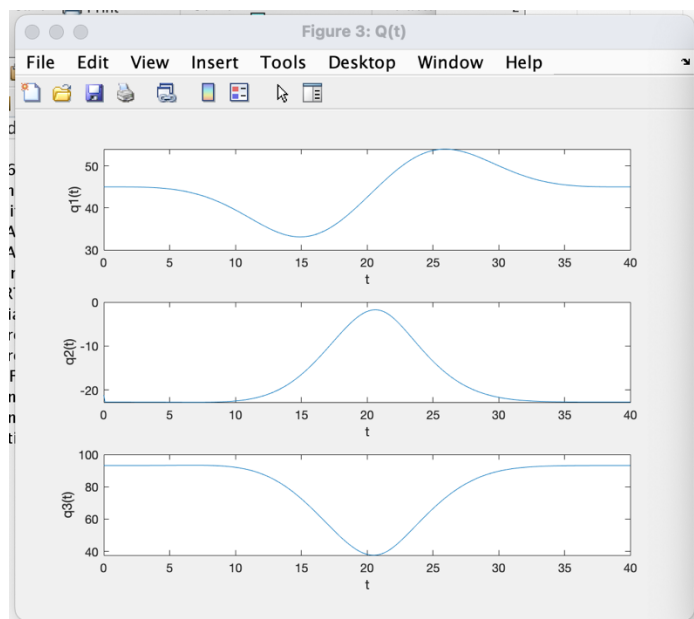 Print
Figure 3: Q(t)
File Edit View Insert Tools Desktop Window Help
50
40
30
q1(t)
0 5 10 15 20 25 30 35 40
t
0
-10
-20
q2(t)
0 5 10 15 20 25 30 35 40
t
100
80
60
40
q3(t)
0 5 10 15 20 25 30 35 40
t